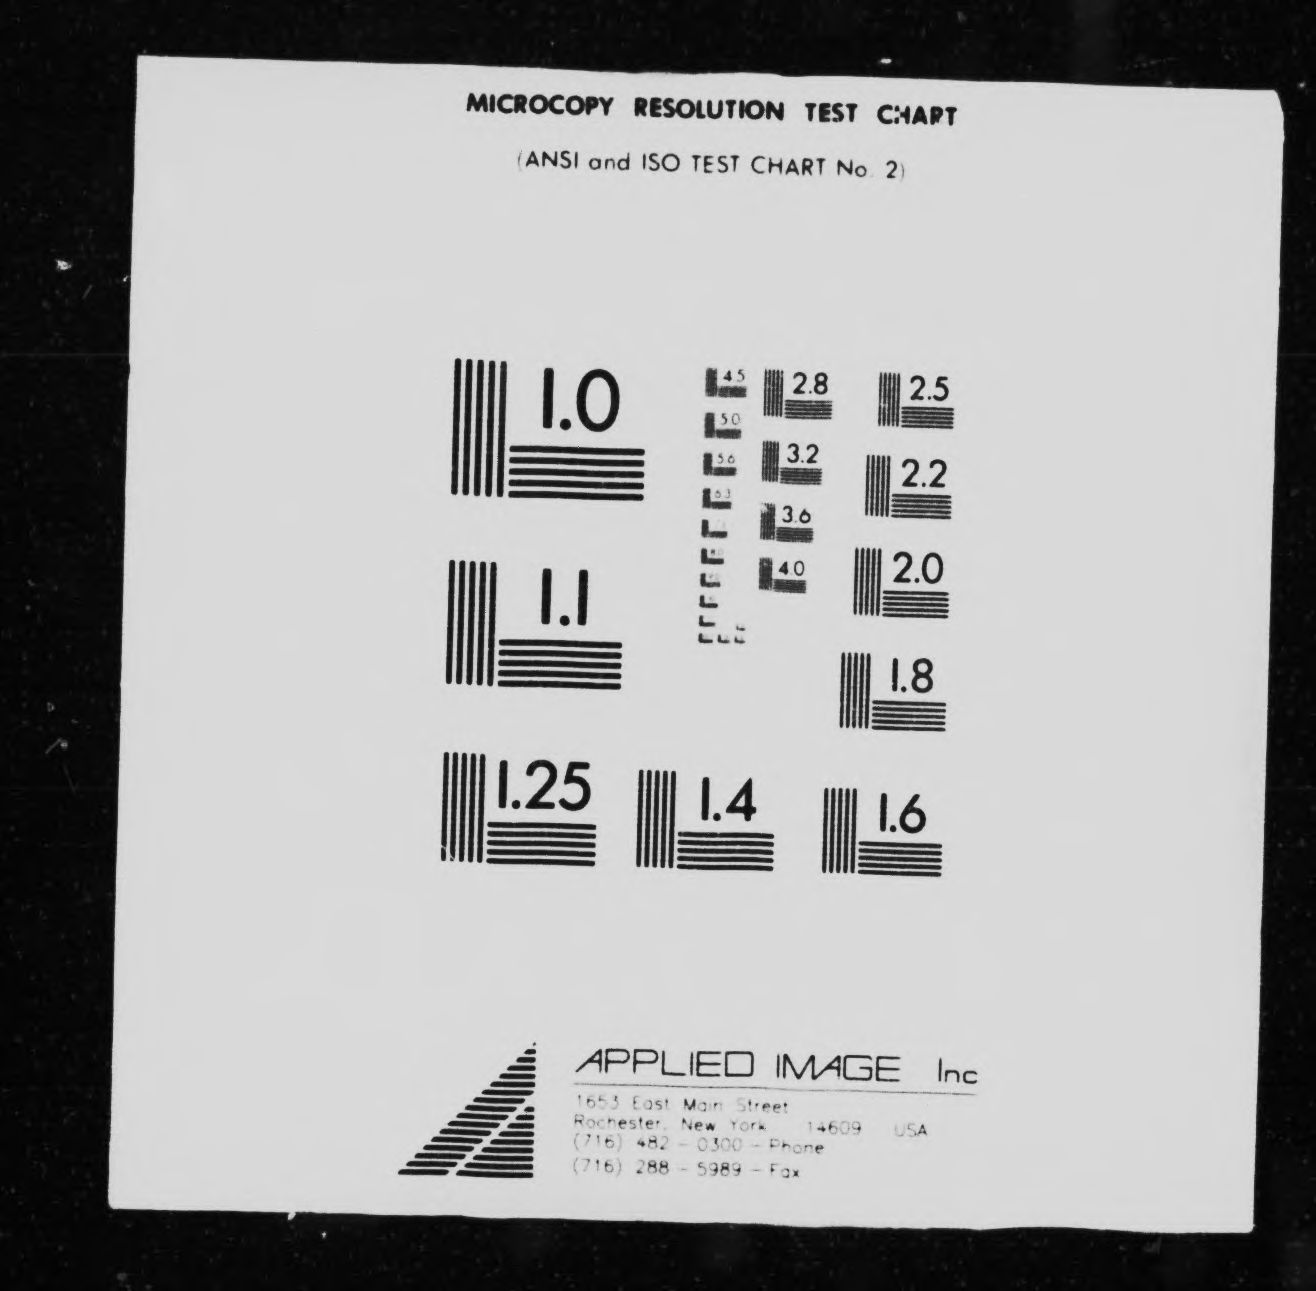 MICROCOPY RESOLUTION TEST CHART
(ANSI and ISO TEST CHART No. 2)
1.0
4.5
2.8
2.5
5.0
3.2
2.2
5.6
6.3
3.6
1.1
4.0
2.0
1.8
1.25
1.4
1.6
APPLIED IMAGE Inc
1653 East Main Street
Rochester, New York 14609 USA
(716) 482 - 0300 - Phone
(716) 288 - 5989 - Fax